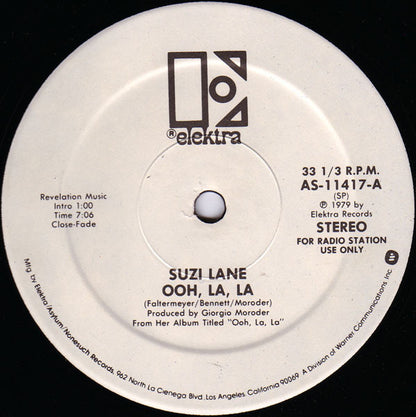 ® elektra
33 1/3 R.P.M.
AS-11417-A
(SP)
℗ 1979 by
Elektra Records
STEREO
FOR RADIO STATION
USE ONLY
Revelation Music
Intro 1:00
Time 7:06
Close-Fade
SUZI LANE
OOH, LA, LA
(Faltermeyer/Bennett/Moroder)
Produced by Giorgio Moroder
From Her Album Titled "Ooh, La, La"
Mfg. by Elektra/Asylum/Nonesuch Records, 962 North La Cienega Blvd., Los Angeles, California 90069. A Division of Warner Communications Inc.